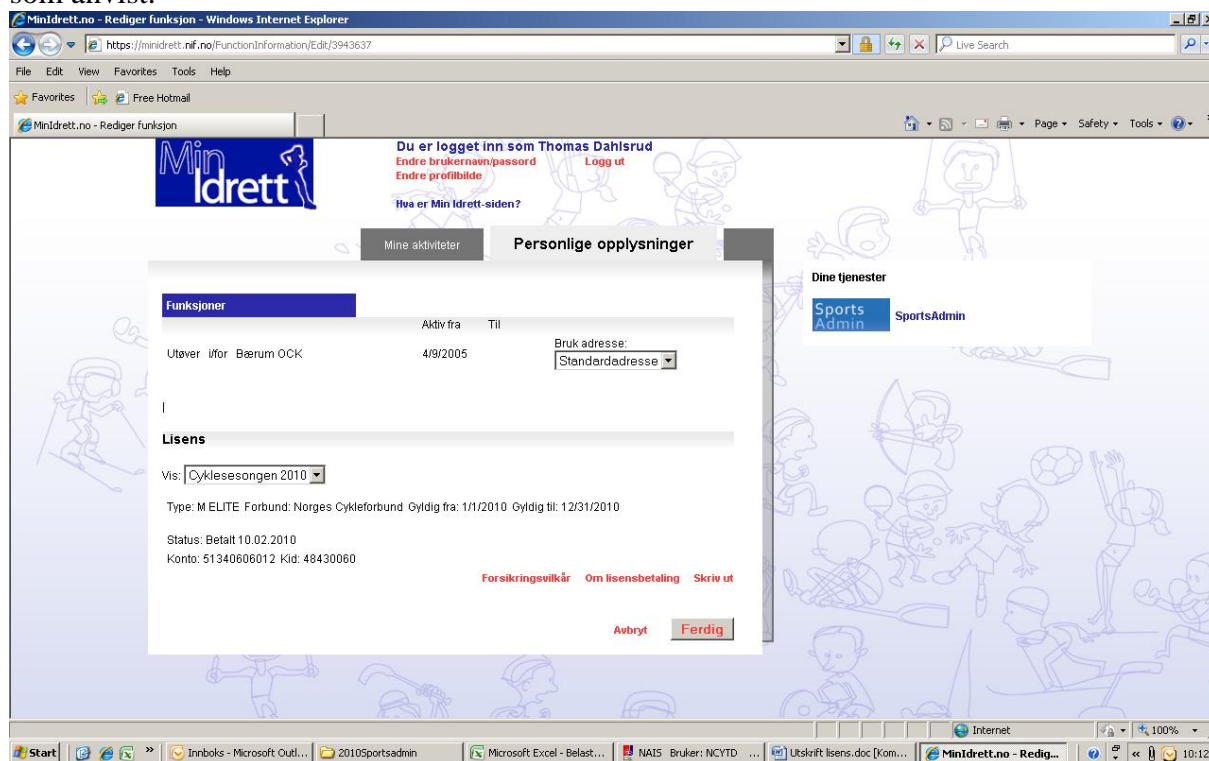 som anvist.
MinIdrett.no - Rediger funksjon - Windows Internet Explorer
https://minidrett.nif.no/FunctionInformation/Edit/3943637
Live Search
File Edit View Favorites Tools Help
Favorites Free Hotmail
MinIdrett.no - Rediger funksjon
Page Safety Tools
Min Idrett
Du er logget inn som Thomas Dahlsrud
Endre brukernavn/passord Logg ut
Endre profilbilde
Hva er Min Idrett-siden?
Mine aktiviteter Personlige opplysninger
Dine tjenester
Sports Admin SportsAdmin
Funksjoner
Aktiv fra Til
Bruk adresse:
Utøver i/for Bærum OCK 4/9/2005 Standardadresse
Lisens
Vis: Cyklesesongen 2010
Type: M ELITE Forbund: Norges Cykleforbund Gyldig fra: 1/1/2010 Gyldig til: 12/31/2010
Status: Betalt 10.02.2010
Konto: 51340606012 Kid: 48430060
Forsikringsvilkår Om lisensbetaling Skriv ut
Avbryt Ferdig
Internet 100%
Start » Innboks - Microsoft Outl... 2010Sportsadmin Microsoft Excel - Belast... NAIS Bruker: NCYTD ... Utskrift lisens.doc [Kom... MinIdrett.no - Redig... « 10:12